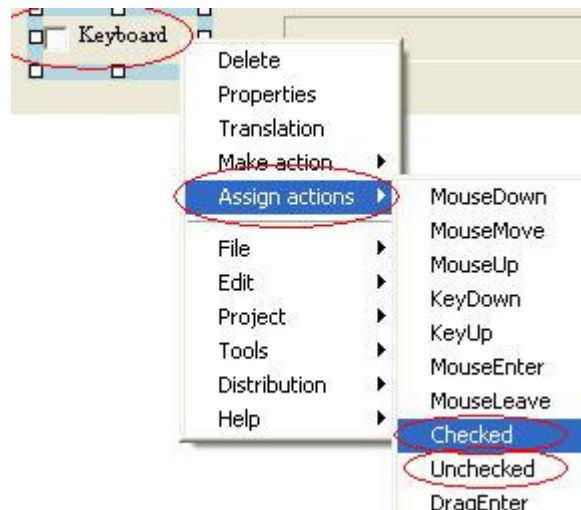 Keyboard
Delete
Properties
Translation
Make action
Assign actions
File
Edit
Project
Tools
Distribution
Help
MouseDown
MouseMove
MouseUp
KeyDown
KeyUp
MouseEnter
MouseLeave
Checked
Unchecked
DragEnter